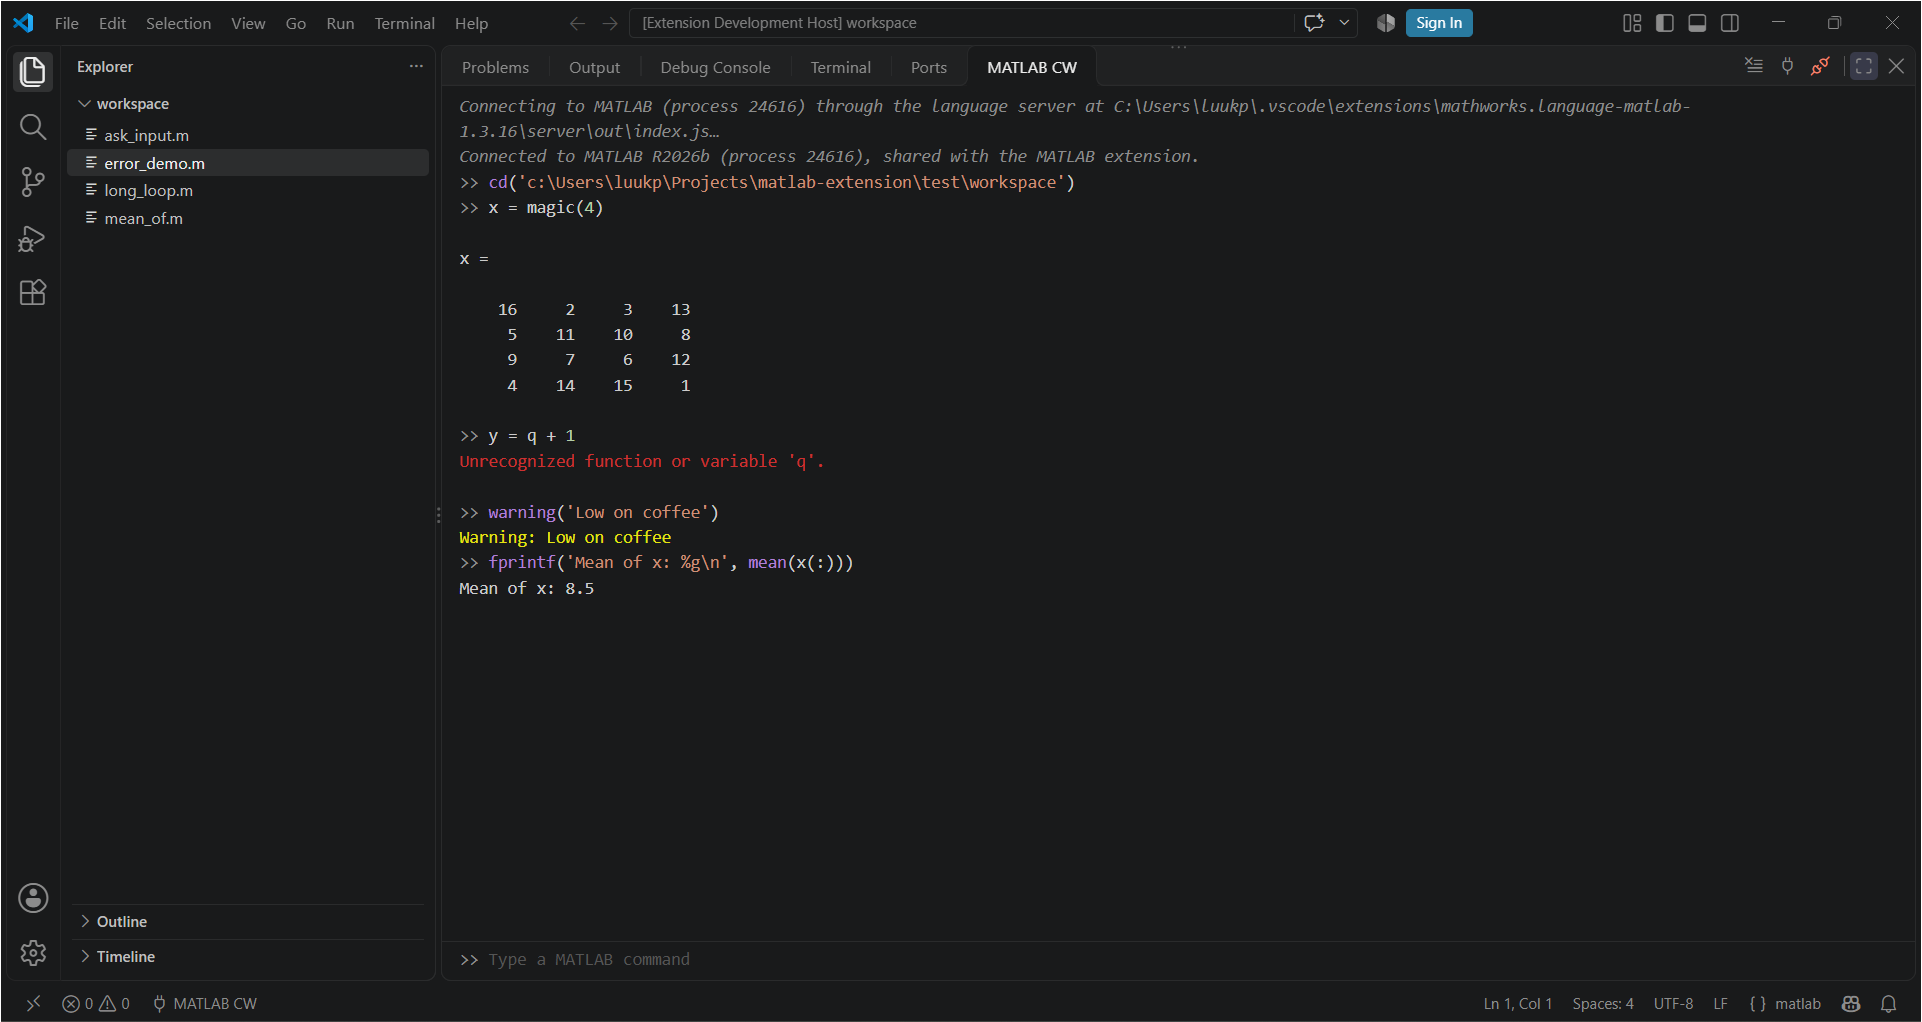 File Edit Selection View Go Run Terminal Help
[Extension Development Host] workspace
Sign In
Explorer
workspace
ask_input.m
error_demo.m
long_loop.m
mean_of.m
Outline
Timeline
Problems Output Debug Console Terminal Ports MATLAB CW
Connecting to MATLAB (process 24616) through the language server at C:\Users\luukp\.vscode\extensions\mathworks.language-matlab-
1.3.16\server\out\index.js…
Connected to MATLAB R2026b (process 24616), shared with the MATLAB extension.
>> cd('c:\Users\luukp\Projects\matlab-extension\test\workspace')
>> x = magic(4)
x =
16 2 3 13
5 11 10 8
9 7 6 12
4 14 15 1
>> y = q + 1
Unrecognized function or variable 'q'.
>> warning('Low on coffee')
Warning: Low on coffee
>> fprintf('Mean of x: %g\n', mean(x(:)))
Mean of x: 8.5
>> Type a MATLAB command
0 0 MATLAB CW
Ln 1, Col 1 Spaces: 4 UTF-8 LF { } matlab